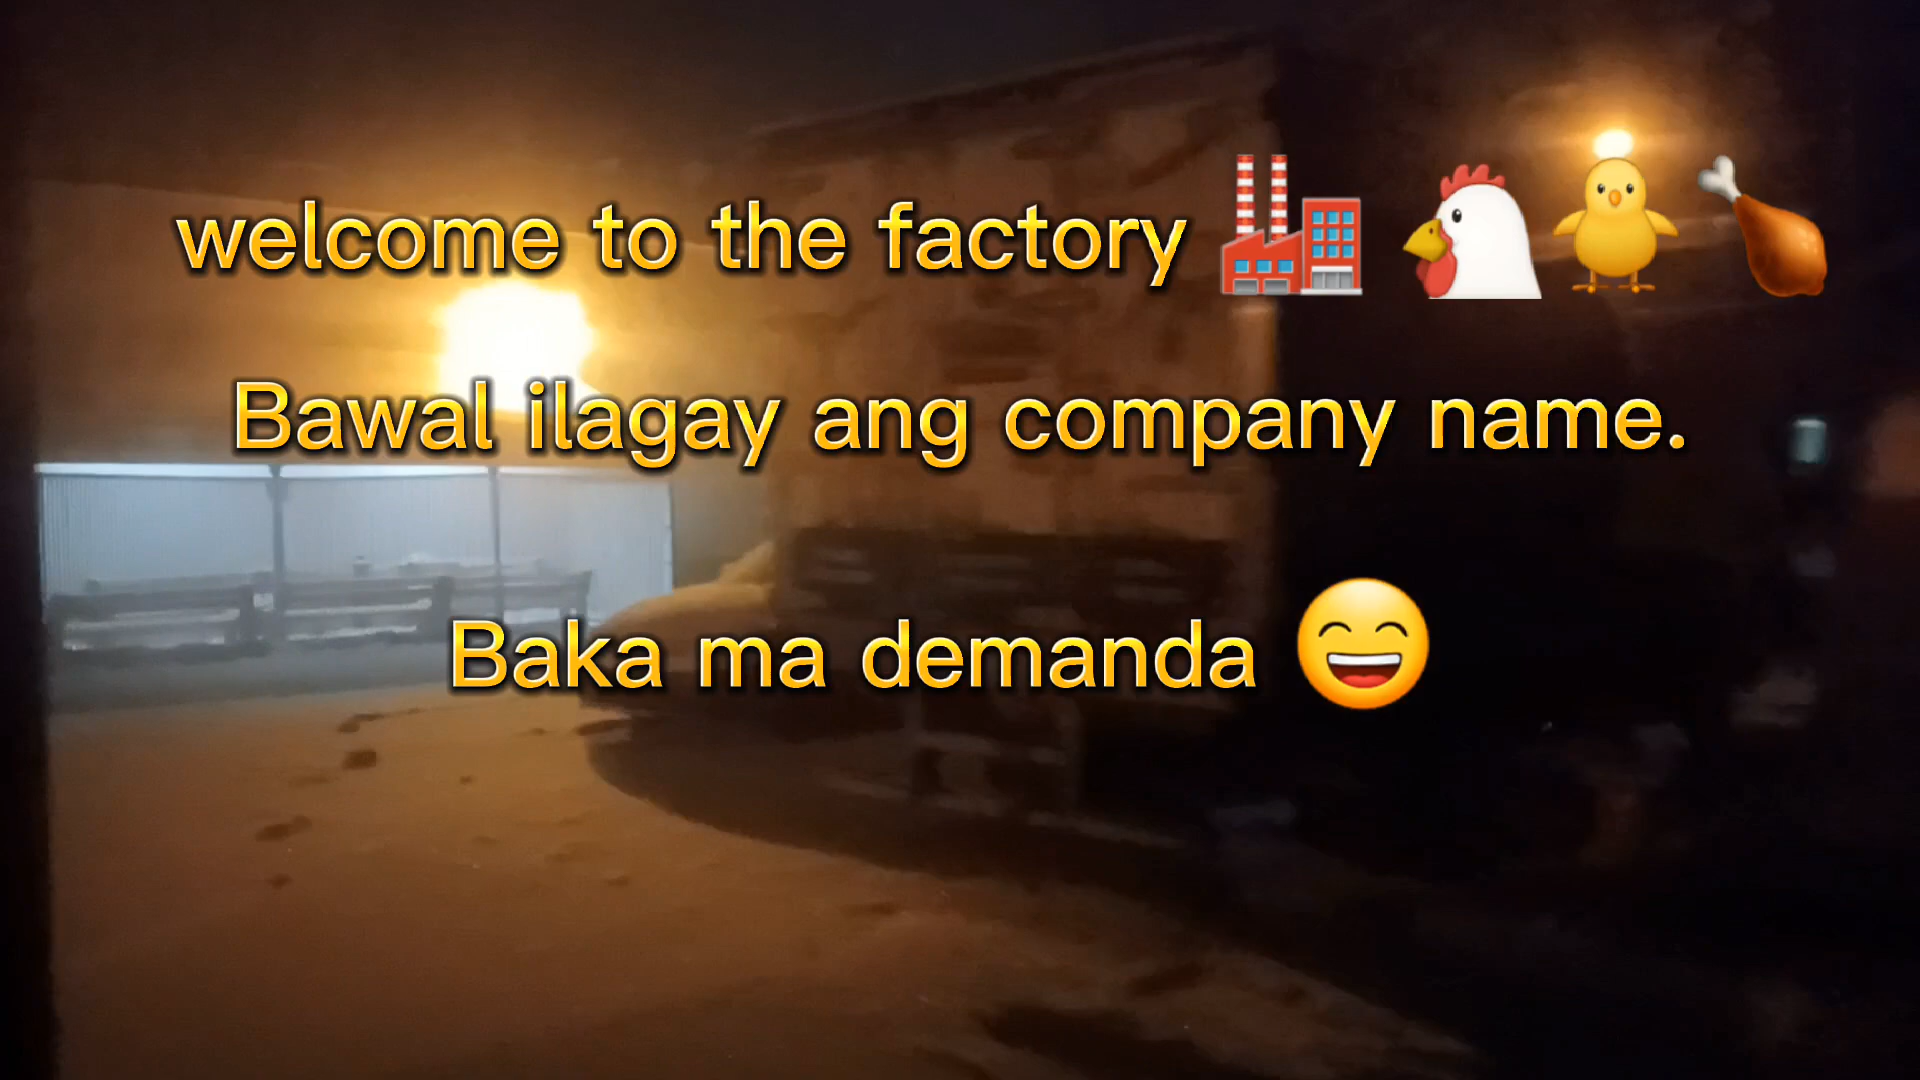 welcome to the factory 🏭 🐔🐥🍗
Bawal ilagay ang company name.
Baka ma demanda 😄